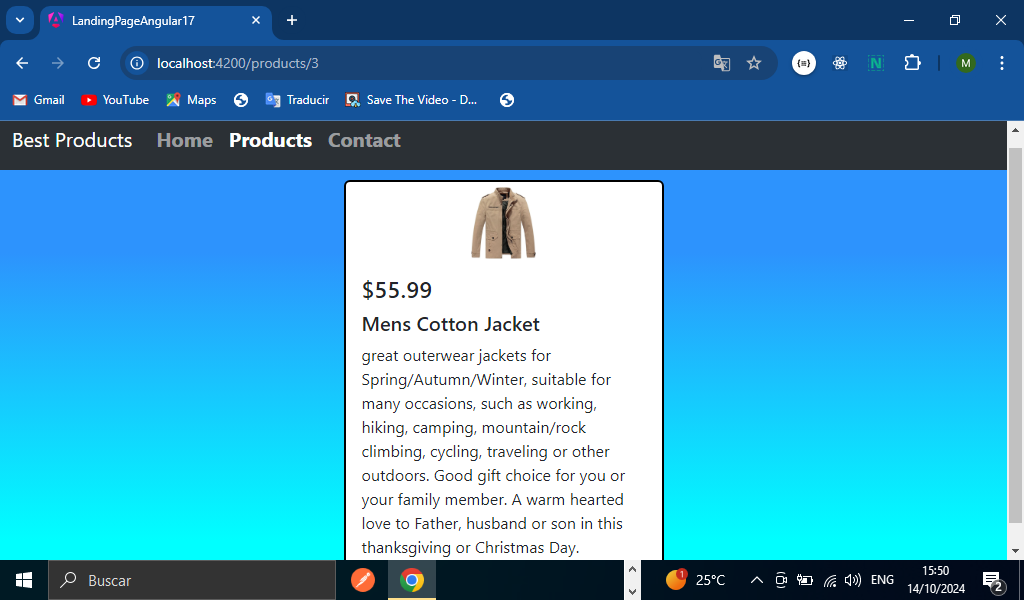 LandingPageAngular17
localhost:4200/products/3
M
Gmail YouTube Maps Traducir Save The Video - D...
Best Products Home Products Contact
$55.99
Mens Cotton Jacket
great outerwear jackets for
Spring/Autumn/Winter, suitable for
many occasions, such as working,
hiking, camping, mountain/rock
climbing, cycling, traveling or other
outdoors. Good gift choice for you or
your family member. A warm hearted
love to Father, husband or son in this
thanksgiving or Christmas Day.
Buscar
1
25°C
ENG
15:50
14/10/2024
2